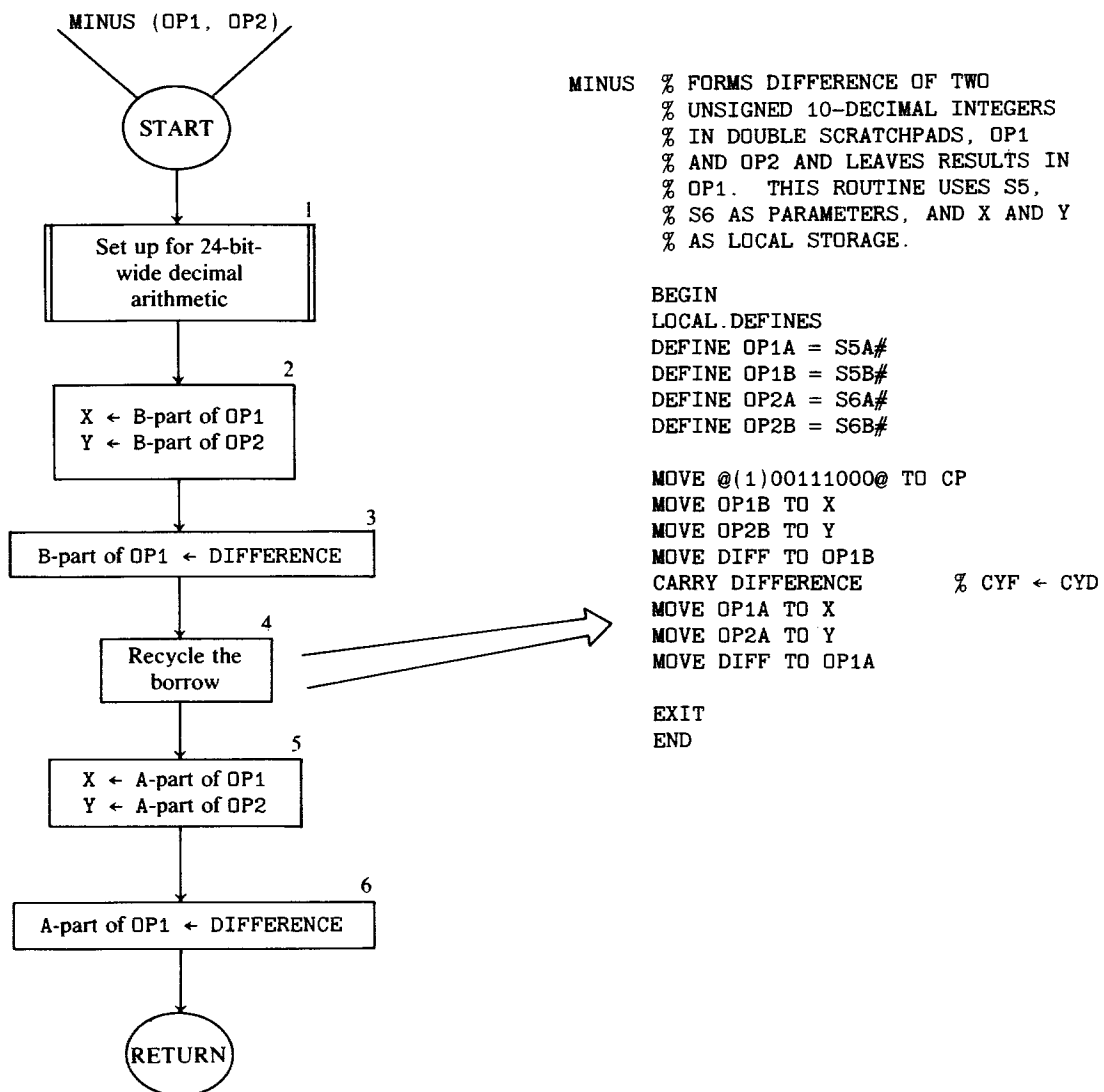 MINUS (OP1, OP2)
START
1
Set up for 24-bit-
wide decimal
arithmetic
2
X ← B-part of OP1
Y ← B-part of OP2
3
B-part of OP1 ← DIFFERENCE
4
Recycle the
borrow
5
X ← A-part of OP1
Y ← A-part of OP2
6
A-part of OP1 ← DIFFERENCE
RETURN
MINUS % FORMS DIFFERENCE OF TWO
% UNSIGNED 10-DECIMAL INTEGERS
% IN DOUBLE SCRATCHPADS, OP1
% AND OP2 AND LEAVES RESULTS IN
% OP1. THIS ROUTINE USES S5,
% S6 AS PARAMETERS, AND X AND Y
% AS LOCAL STORAGE.
BEGIN
LOCAL.DEFINES
DEFINE OP1A = S5A#
DEFINE OP1B = S5B#
DEFINE OP2A = S6A#
DEFINE OP2B = S6B#
MOVE @(1)00111000@ TO CP
MOVE OP1B TO X
MOVE OP2B TO Y
MOVE DIFF TO OP1B
CARRY DIFFERENCE % CYF ← CYD
MOVE OP1A TO X
MOVE OP2A TO Y
MOVE DIFF TO OP1A
EXIT
END